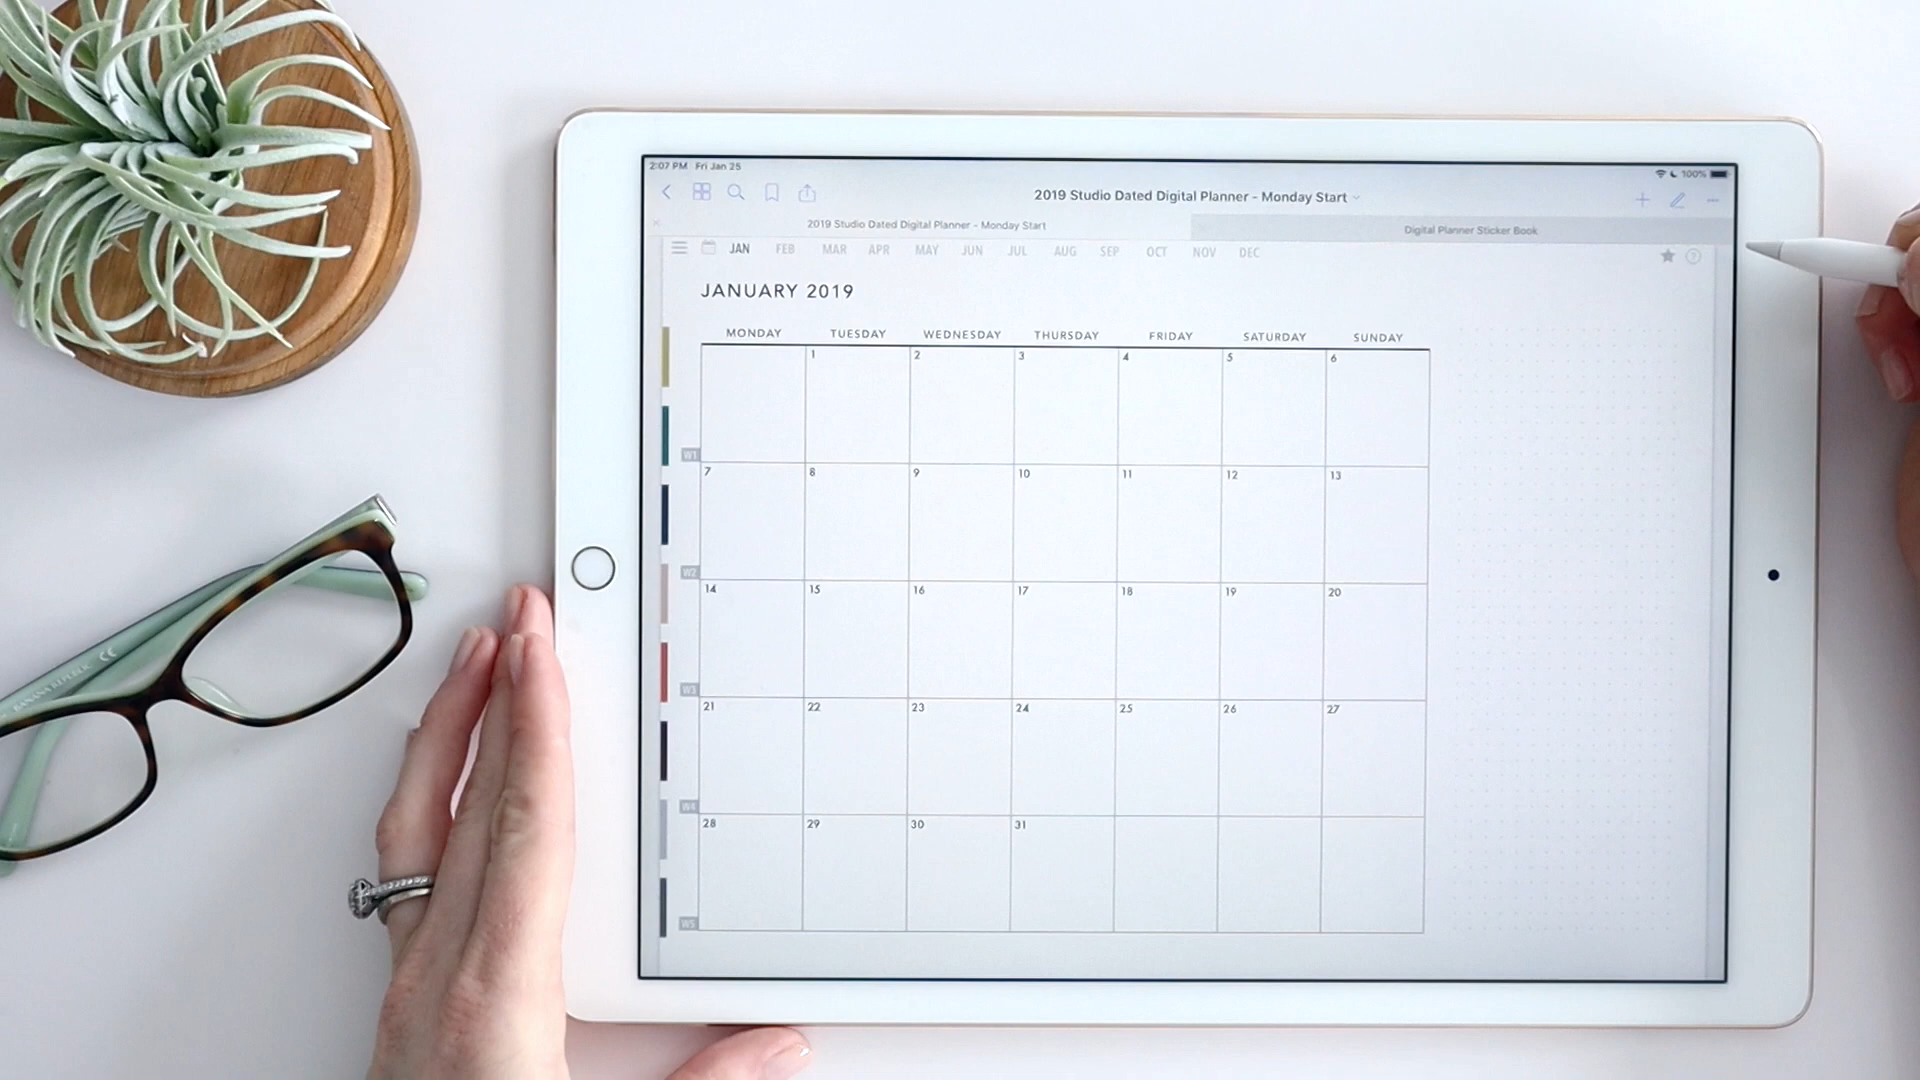 2:07 PM Fri Jan 25
100%
2019 Studio Dated Digital Planner - Monday Start
2019 Studio Dated Digital Planner - Monday Start
Digital Planner Sticker Book
JAN FEB MAR APR MAY JUN JUL AUG SEP OCT NOV DEC
JANUARY 2019
MONDAY TUESDAY WEDNESDAY THURSDAY FRIDAY SATURDAY SUNDAY
1 2 3 4 5 6
W1
7 8 9 10 11 12 13
W2
14 15 16 17 18 19 20
W3
21 22 23 24 25 26 27
W4
28 29 30 31
W5
BANANA REPUBLIC CE